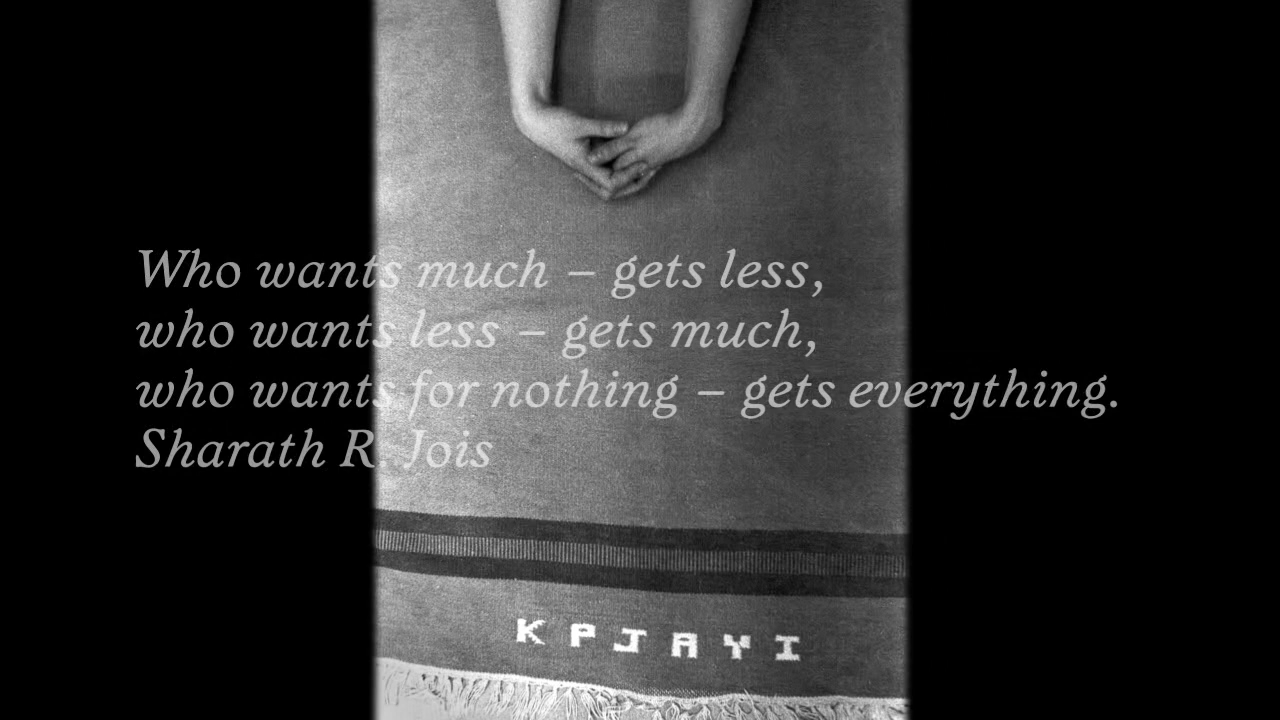 Who wants much – gets less,
who wants less – gets much,
who wants for nothing – gets everything.
Sharath R. Jois
KPJAYI